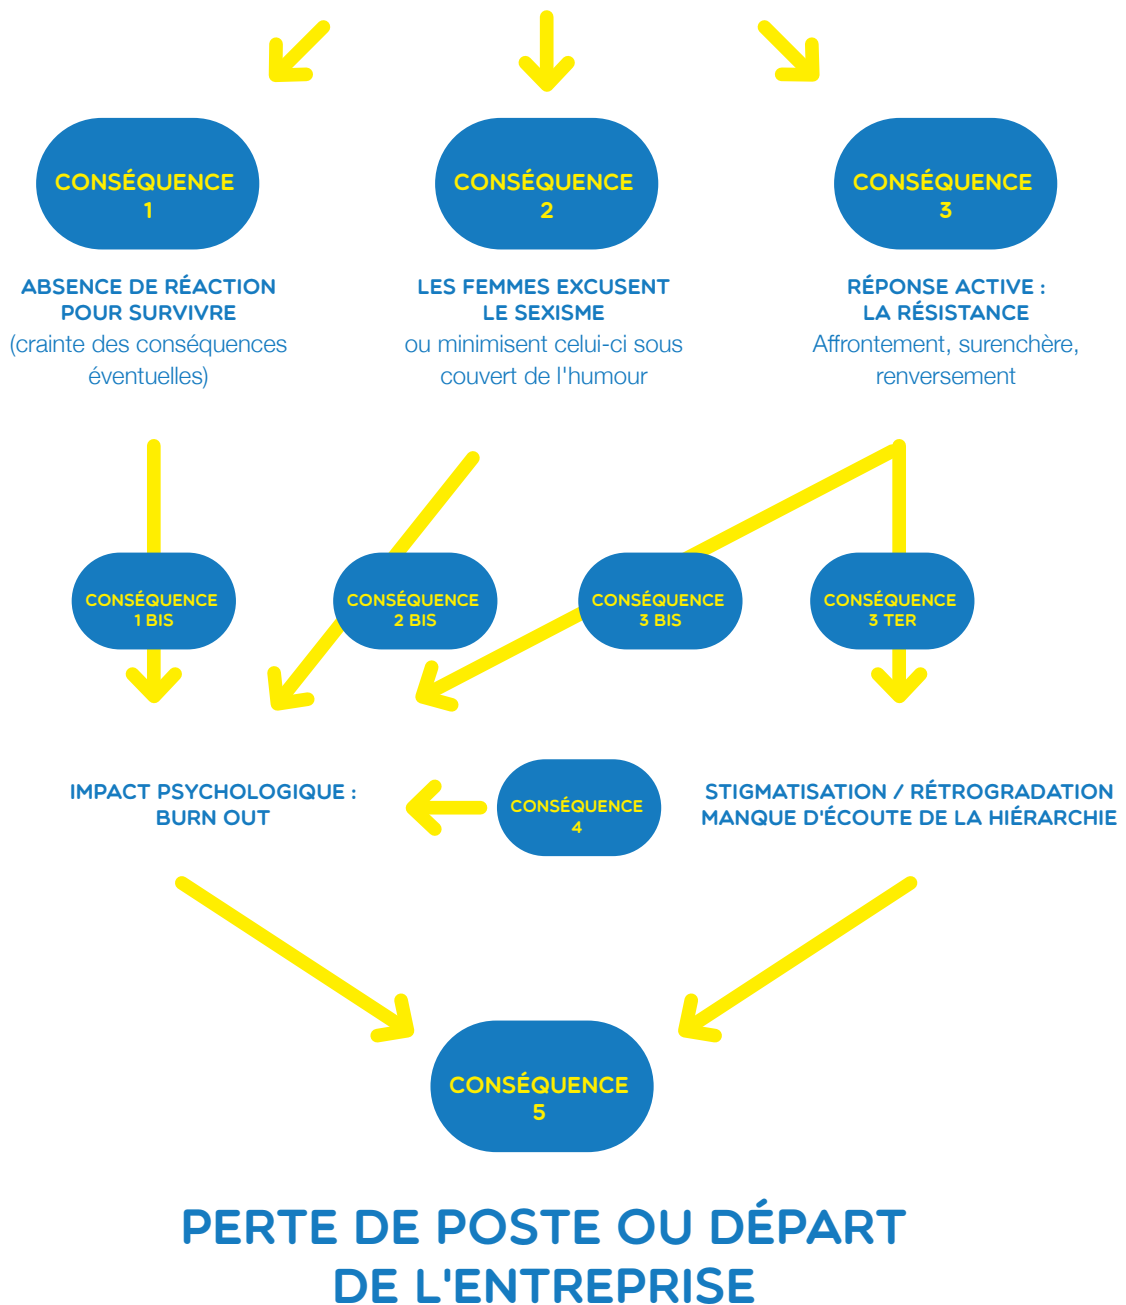 CONSÉQUENCE
1
CONSÉQUENCE
2
CONSÉQUENCE
3
ABSENCE DE RÉACTION
POUR SURVIVRE
(crainte des conséquences
éventuelles)
LES FEMMES EXCUSENT
LE SEXISME
ou minimisent celui-ci sous
couvert de l'humour
RÉPONSE ACTIVE :
LA RÉSISTANCE
Affrontement, surenchère,
renversement
CONSÉQUENCE
1 BIS
CONSÉQUENCE
2 BIS
CONSÉQUENCE
3 BIS
CONSÉQUENCE
3 TER
IMPACT PSYCHOLOGIQUE :
BURN OUT
CONSÉQUENCE
4
STIGMATISATION / RÉTROGRADATION
MANQUE D'ÉCOUTE DE LA HIÉRARCHIE
CONSÉQUENCE
5
PERTE DE POSTE OU DÉPART
DE L'ENTREPRISE